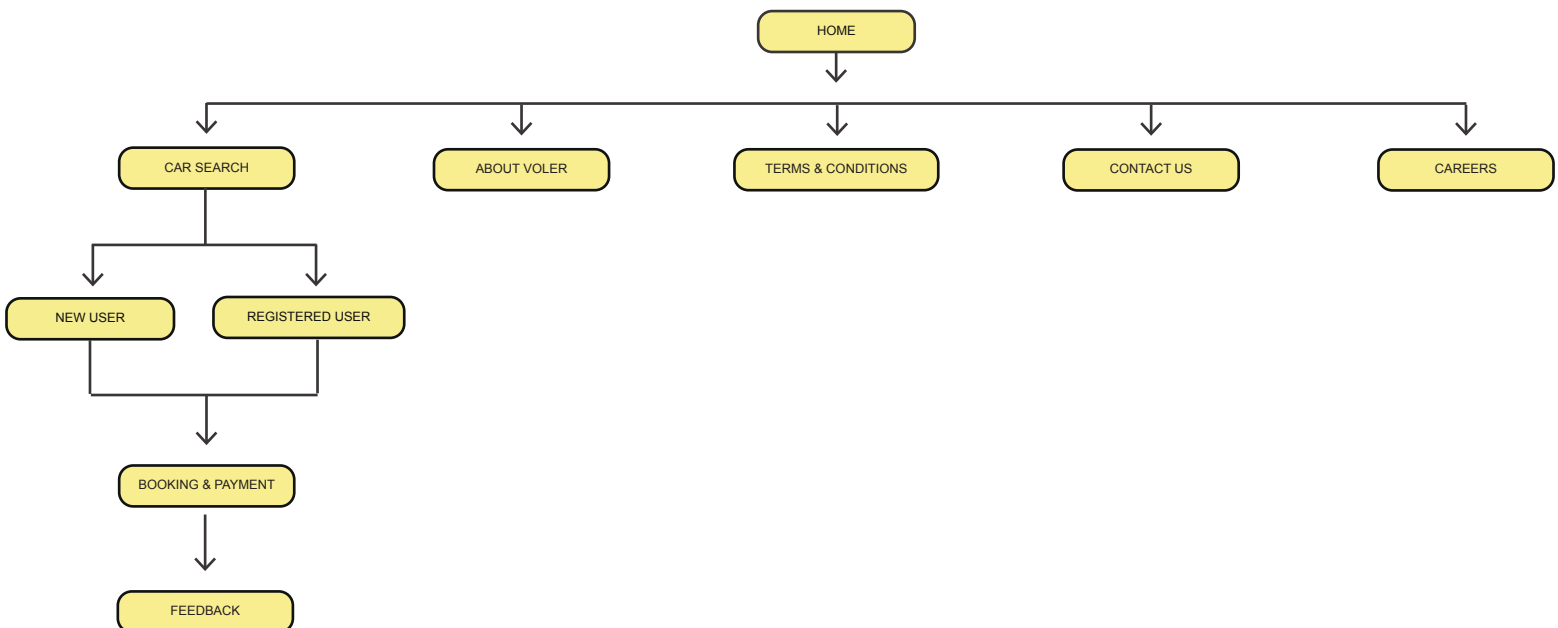 HOME
CAR SEARCH
ABOUT VOLER
TERMS & CONDITIONS
CONTACT US
CAREERS
NEW USER
REGISTERED USER
BOOKING & PAYMENT
FEEDBACK